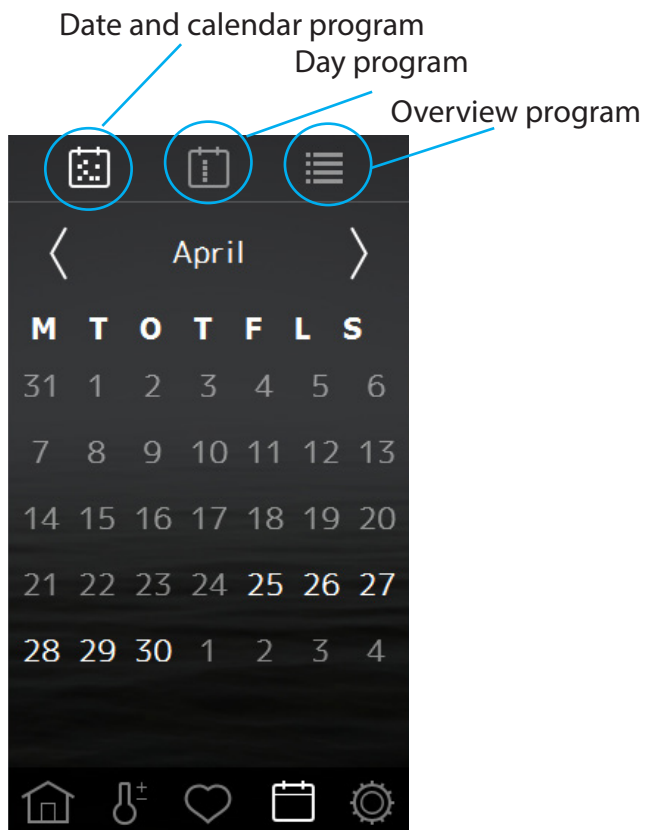 Date and calendar program
Day program
Overview program
April
M T O T F L S
31 1 2 3 4 5 6
7 8 9 10 11 12 13
14 15 16 17 18 19 20
21 22 23 24 25 26 27
28 29 30 1 2 3 4